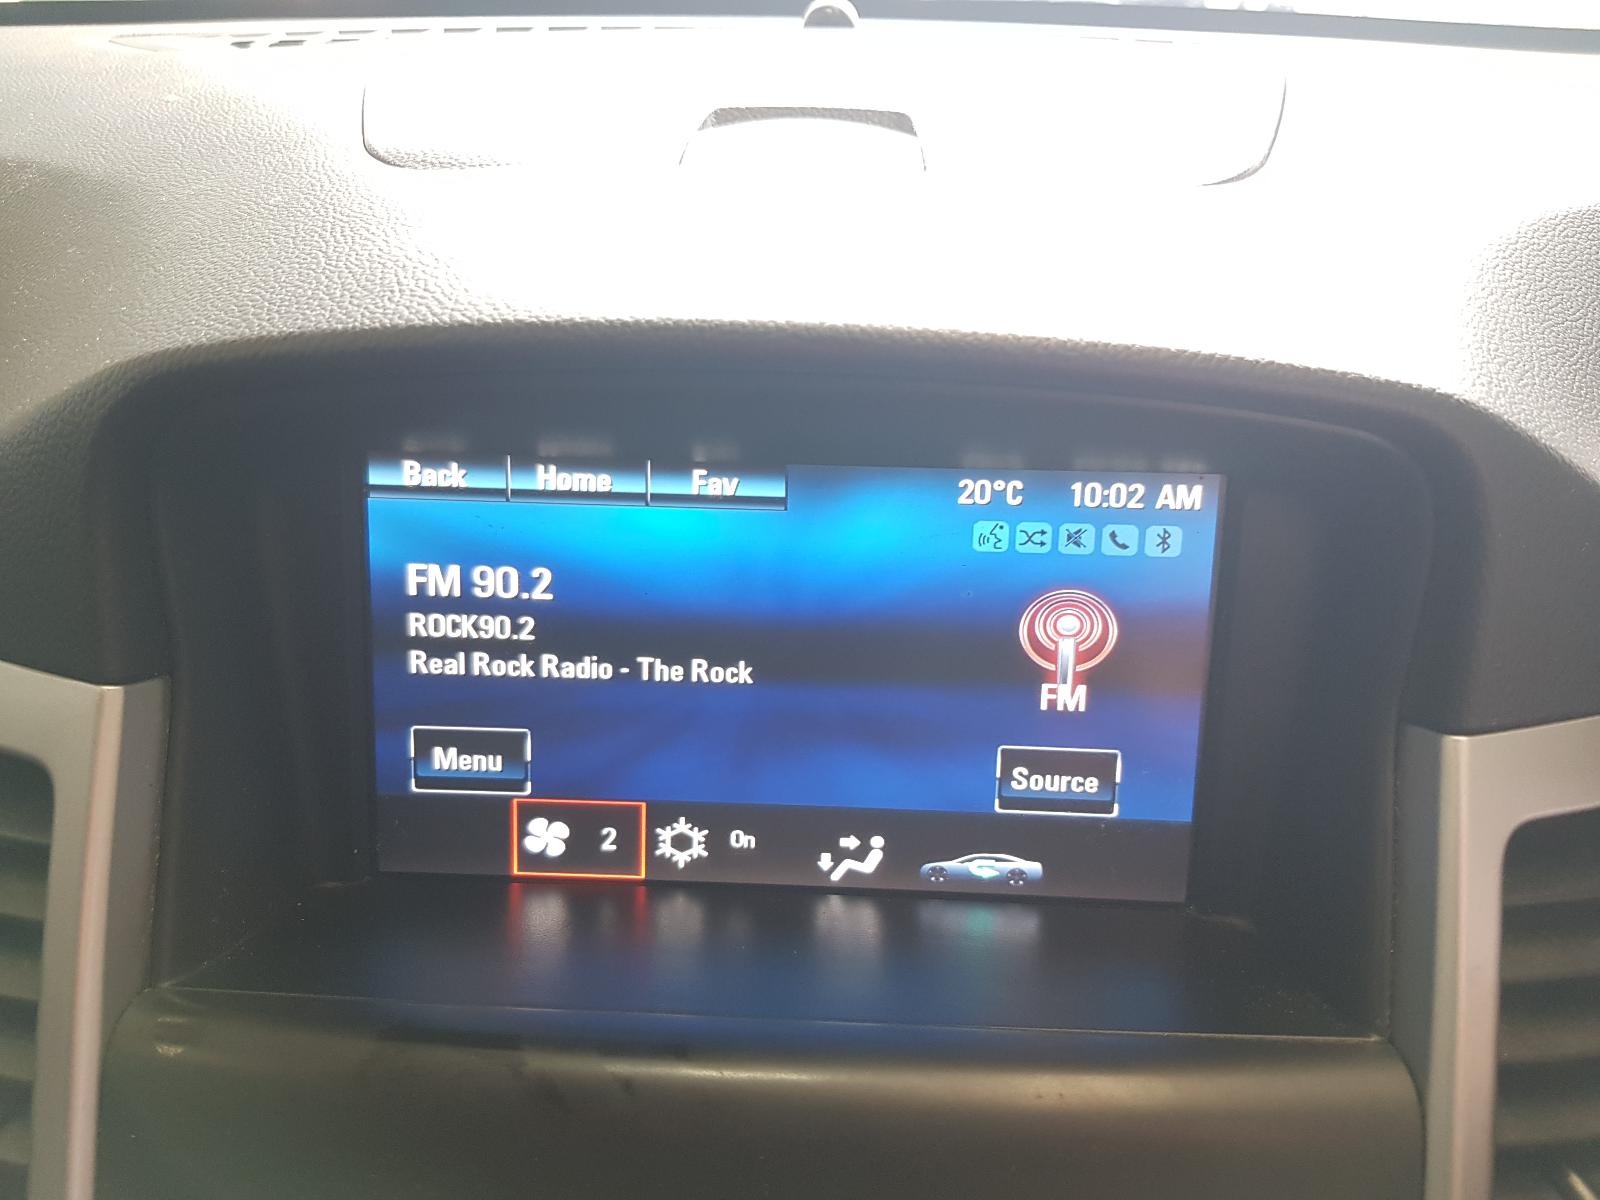 Back Home Fav 20°C 10:02 AM
FM 90.2
ROCK90.2
Real Rock Radio - The Rock
FM
Menu Source
2 On